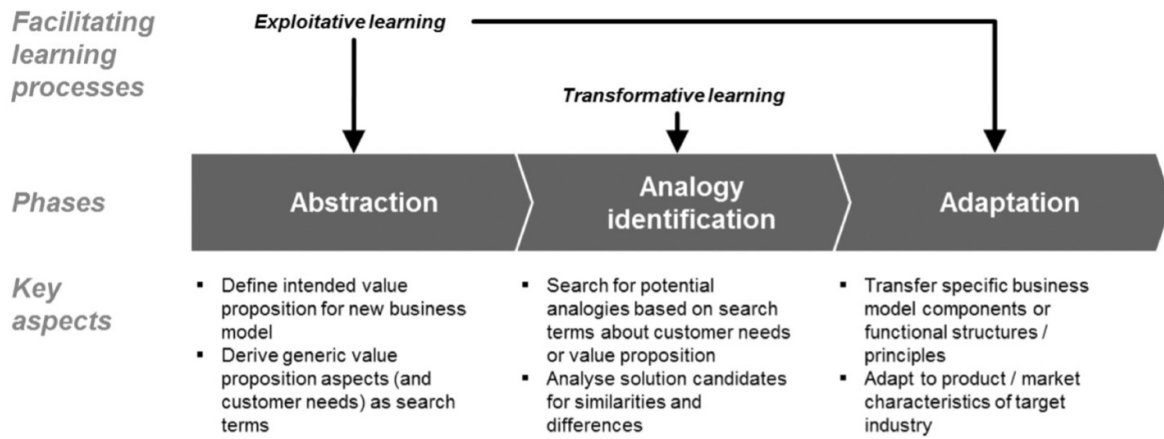 Facilitating
learning
processes
Exploitative learning
Transformative learning
Phases
Abstraction
Analogy
identification
Adaptation
Key
aspects
▪ Define intended value
proposition for new business
model
▪ Derive generic value
proposition aspects (and
customer needs) as search
terms
▪ Search for potential
analogies based on search
terms about customer needs
or value proposition
▪ Analyse solution candidates
for similarities and
differences
▪ Transfer specific business
model components or
functional structures /
principles
▪ Adapt to product / market
characteristics of target
industry